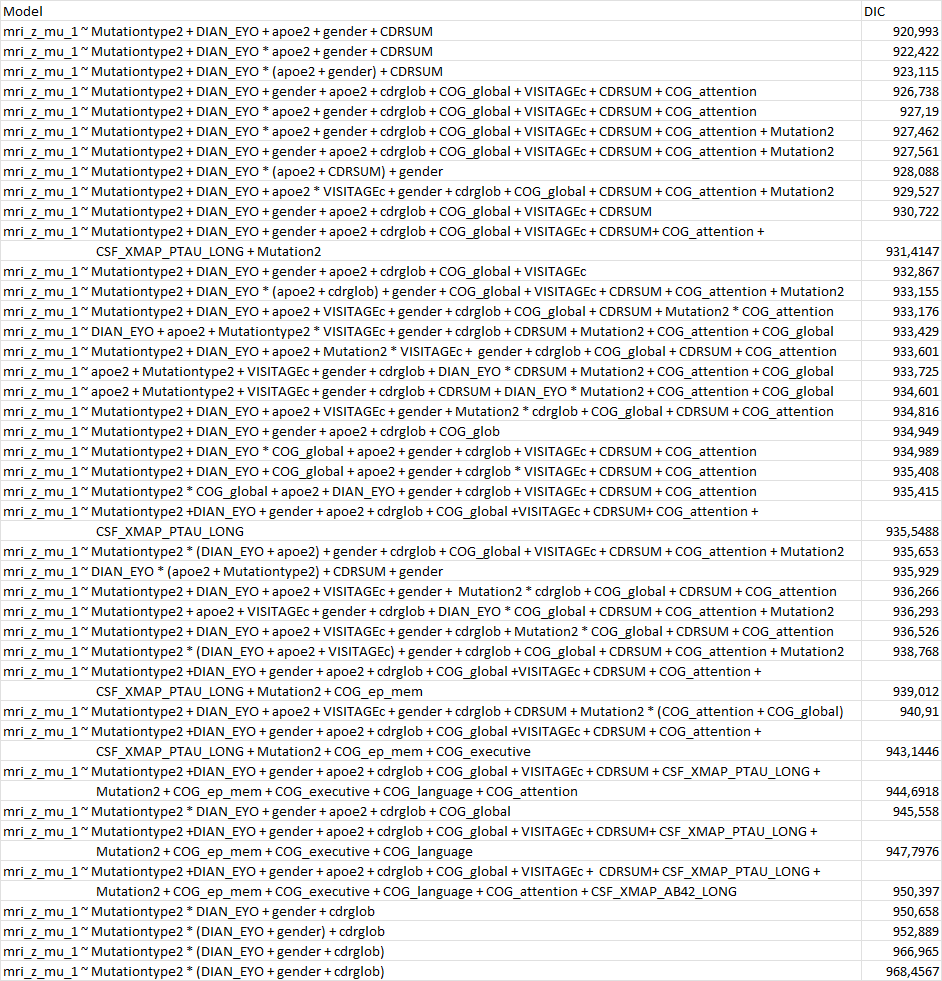 Model DIC
mri_z_mu_1 ~ Mutationtype2 + DIAN_EYO + apoe2 + gender + CDRSUM 920,993
mri_z_mu_1 ~ Mutationtype2 + DIAN_EYO * apoe2 + gender + CDRSUM 922,422
mri_z_mu_1 ~ Mutationtype2 + DIAN_EYO * (apoe2 + gender) + CDRSUM 923,115
mri_z_mu_1 ~ Mutationtype2 + DIAN_EYO + gender + apoe2 + cdrglob + COG_global + VISITAGEc + CDRSUM + COG_attention 926,738
mri_z_mu_1 ~ Mutationtype2 + DIAN_EYO * apoe2 + gender + cdrglob + COG_global + VISITAGEc + CDRSUM + COG_attention 927,19
mri_z_mu_1 ~ Mutationtype2 + DIAN_EYO * apoe2 + gender + cdrglob + COG_global + VISITAGEc + CDRSUM + COG_attention + Mutation2 927,462
mri_z_mu_1 ~ Mutationtype2 + DIAN_EYO + gender + apoe2 + cdrglob + COG_global + VISITAGEc + CDRSUM + COG_attention + Mutation2 927,561
mri_z_mu_1 ~ Mutationtype2 + DIAN_EYO * (apoe2 + CDRSUM) + gender 928,088
mri_z_mu_1 ~ Mutationtype2 + DIAN_EYO + apoe2 * VISITAGEc + gender + cdrglob + COG_global + CDRSUM + COG_attention + Mutation2 929,527
mri_z_mu_1 ~ Mutationtype2 + DIAN_EYO + gender + apoe2 + cdrglob + COG_global + VISITAGEc + CDRSUM 930,722
mri_z_mu_1 ~ Mutationtype2 + DIAN_EYO + gender + apoe2 + cdrglob + COG_global + VISITAGEc + CDRSUM+ COG_attention +
CSF_XMAP_PTAU_LONG + Mutation2 931,4147
mri_z_mu_1 ~ Mutationtype2 + DIAN_EYO + gender + apoe2 + cdrglob + COG_global + VISITAGEc 932,867
mri_z_mu_1 ~ Mutationtype2 + DIAN_EYO * (apoe2 + cdrglob) + gender + COG_global + VISITAGEc + CDRSUM + COG_attention + Mutation2 933,155
mri_z_mu_1 ~ Mutationtype2 + DIAN_EYO + apoe2 + VISITAGEc + gender + cdrglob + COG_global + CDRSUM + Mutation2 * COG_attention 933,176
mri_z_mu_1 ~ DIAN_EYO + apoe2 + Mutationtype2 * VISITAGEc + gender + cdrglob + CDRSUM + Mutation2 + COG_attention + COG_global 933,429
mri_z_mu_1 ~ Mutationtype2 + DIAN_EYO + apoe2 + Mutation2 * VISITAGEc + gender + cdrglob + COG_global + CDRSUM + COG_attention 933,601
mri_z_mu_1 ~ apoe2 + Mutationtype2 + VISITAGEc + gender + cdrglob + DIAN_EYO * CDRSUM + Mutation2 + COG_attention + COG_global 933,725
mri_z_mu_1 ~ apoe2 + Mutationtype2 + VISITAGEc + gender + cdrglob + CDRSUM + DIAN_EYO * Mutation2 + COG_attention + COG_global 934,601
mri_z_mu_1 ~ Mutationtype2 + DIAN_EYO + apoe2 + VISITAGEc + gender + Mutation2 * cdrglob + COG_global + CDRSUM + COG_attention 934,816
mri_z_mu_1 ~ Mutationtype2 + DIAN_EYO + gender + apoe2 + cdrglob + COG_glob 934,949
mri_z_mu_1 ~ Mutationtype2 + DIAN_EYO * COG_global + apoe2 + gender + cdrglob + VISITAGEc + CDRSUM + COG_attention 934,989
mri_z_mu_1 ~ Mutationtype2 + DIAN_EYO + COG_global + apoe2 + gender + cdrglob * VISITAGEc + CDRSUM + COG_attention 935,408
mri_z_mu_1 ~ Mutationtype2 * COG_global + apoe2 + DIAN_EYO + gender + cdrglob + VISITAGEc + CDRSUM + COG_attention 935,415
mri_z_mu_1 ~ Mutationtype2 +DIAN_EYO + gender + apoe2 + cdrglob + COG_global +VISITAGEc + CDRSUM+ COG_attention +
CSF_XMAP_PTAU_LONG 935,5488
mri_z_mu_1 ~ Mutationtype2 * (DIAN_EYO + apoe2) + gender + cdrglob + COG_global + VISITAGEc + CDRSUM + COG_attention + Mutation2 935,653
mri_z_mu_1 ~ DIAN_EYO * (apoe2 + Mutationtype2) + CDRSUM + gender 935,929
mri_z_mu_1 ~ Mutationtype2 + DIAN_EYO + apoe2 + VISITAGEc + gender + Mutation2 * cdrglob + COG_global + CDRSUM + COG_attention 936,266
mri_z_mu_1 ~ Mutationtype2 + apoe2 + VISITAGEc + gender + cdrglob + DIAN_EYO * COG_global + CDRSUM + COG_attention + Mutation2 936,293
mri_z_mu_1 ~ Mutationtype2 + DIAN_EYO + apoe2 + VISITAGEc + gender + cdrglob + Mutation2 * COG_global + CDRSUM + COG_attention 936,526
mri_z_mu_1 ~ Mutationtype2 * (DIAN_EYO + apoe2 + VISITAGEc) + gender + cdrglob + COG_global + CDRSUM + COG_attention + Mutation2 938,768
mri_z_mu_1 ~ Mutationtype2 +DIAN_EYO + gender + apoe2 + cdrglob + COG_global +VISITAGEc + CDRSUM + COG_attention +
CSF_XMAP_PTAU_LONG + Mutation2 + COG_ep_mem 939,012
mri_z_mu_1 ~ Mutationtype2 + DIAN_EYO + apoe2 + VISITAGEc + gender + cdrglob + CDRSUM + Mutation2 * (COG_attention + COG_global) 940,91
mri_z_mu_1 ~ Mutationtype2 +DIAN_EYO + gender + apoe2 + cdrglob + COG_global +VISITAGEc + CDRSUM + COG_attention +
CSF_XMAP_PTAU_LONG + Mutation2 + COG_ep_mem + COG_executive 943,1446
mri_z_mu_1 ~ Mutationtype2 +DIAN_EYO + gender + apoe2 + cdrglob + COG_global + VISITAGEc + CDRSUM + CSF_XMAP_PTAU_LONG +
Mutation2 + COG_ep_mem + COG_executive + COG_language + COG_attention 944,6918
mri_z_mu_1 ~ Mutationtype2 * DIAN_EYO + gender + apoe2 + cdrglob + COG_global 945,558
mri_z_mu_1 ~ Mutationtype2 +DIAN_EYO + gender + apoe2 + cdrglob + COG_global + VISITAGEc + CDRSUM+ CSF_XMAP_PTAU_LONG +
Mutation2 + COG_ep_mem + COG_executive + COG_language 947,7976
mri_z_mu_1 ~ Mutationtype2 +DIAN_EYO + gender + apoe2 + cdrglob + COG_global + VISITAGEc + CDRSUM+ CSF_XMAP_PTAU_LONG +
Mutation2 + COG_ep_mem + COG_executive + COG_language + COG_attention + CSF_XMAP_AB42_LONG 950,397
mri_z_mu_1 ~ Mutationtype2 * DIAN_EYO + gender + cdrglob 950,658
mri_z_mu_1 ~ Mutationtype2 * (DIAN_EYO + gender) + cdrglob 952,889
mri_z_mu_1 ~ Mutationtype2 * (DIAN_EYO + gender + cdrglob) 966,965
mri_z_mu_1 ~ Mutationtype2 * (DIAN_EYO + gender + cdrglob) 968,4567